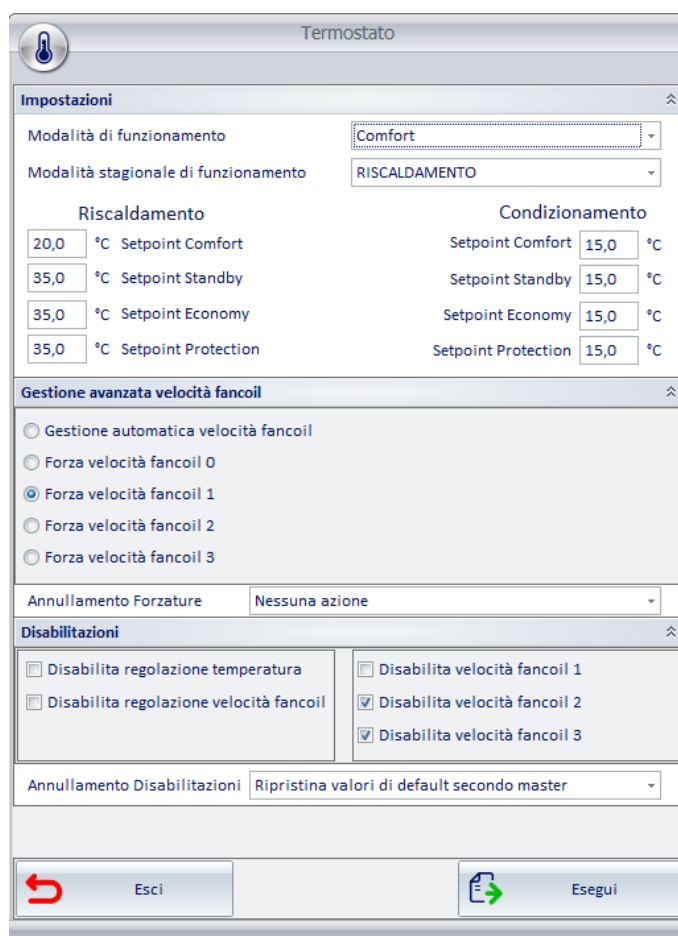 Termostato
Impostazioni
Modalità di funzionamento Comfort
Modalità stagionale di funzionamento RISCALDAMENTO
Riscaldamento Condizionamento
20,0 °C Setpoint Comfort Setpoint Comfort 15,0 °C
35,0 °C Setpoint Standby Setpoint Standby 15,0 °C
35,0 °C Setpoint Economy Setpoint Economy 15,0 °C
35,0 °C Setpoint Protection Setpoint Protection 15,0 °C
Gestione avanzata velocità fancoil
Gestione automatica velocità fancoil
Forza velocità fancoil 0
Forza velocità fancoil 1
Forza velocità fancoil 2
Forza velocità fancoil 3
Annullamento Forzature Nessuna azione
Disabilitazioni
Disabilita regolazione temperatura Disabilita velocità fancoil 1
Disabilita regolazione velocità fancoil Disabilita velocità fancoil 2
Disabilita velocità fancoil 3
Annullamento Disabilitazioni Ripristina valori di default secondo master
Esci Esegui